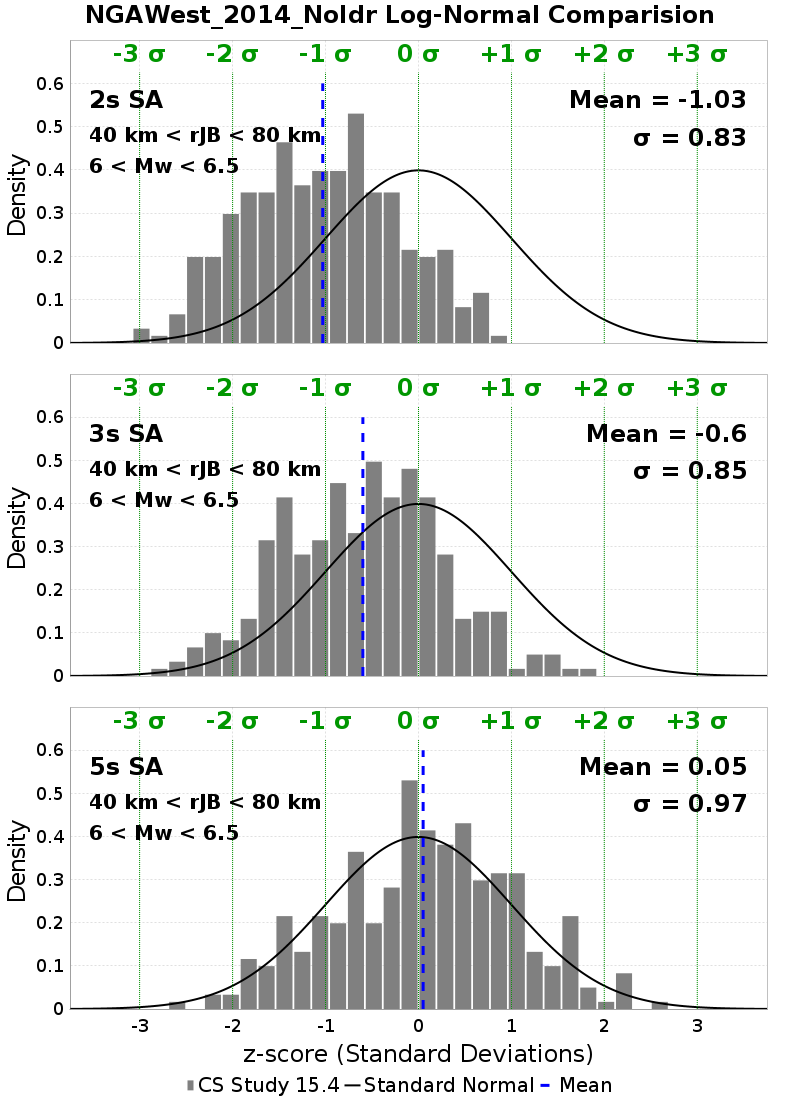 NGAWest_2014_NoIdr Log-Normal Comparision
-3 σ -2 σ -1 σ 0 σ +1 σ +2 σ +3 σ
2s SA
Mean = -1.03
40 km < rJB < 80 km
σ = 0.83
6 < Mw < 6.5
Density
0.6
0.5
0.4
0.3
0.2
0.1
0
-3 σ -2 σ -1 σ 0 σ +1 σ +2 σ +3 σ
3s SA
Mean = -0.6
40 km < rJB < 80 km
σ = 0.85
6 < Mw < 6.5
Density
0.6
0.5
0.4
0.3
0.2
0.1
0
-3 σ -2 σ -1 σ 0 σ +1 σ +2 σ +3 σ
5s SA
Mean = 0.05
40 km < rJB < 80 km
σ = 0.97
6 < Mw < 6.5
Density
0.6
0.5
0.4
0.3
0.2
0.1
0
-3 -2 -1 0 1 2 3
z-score (Standard Deviations)
CS Study 15.4 Standard Normal Mean